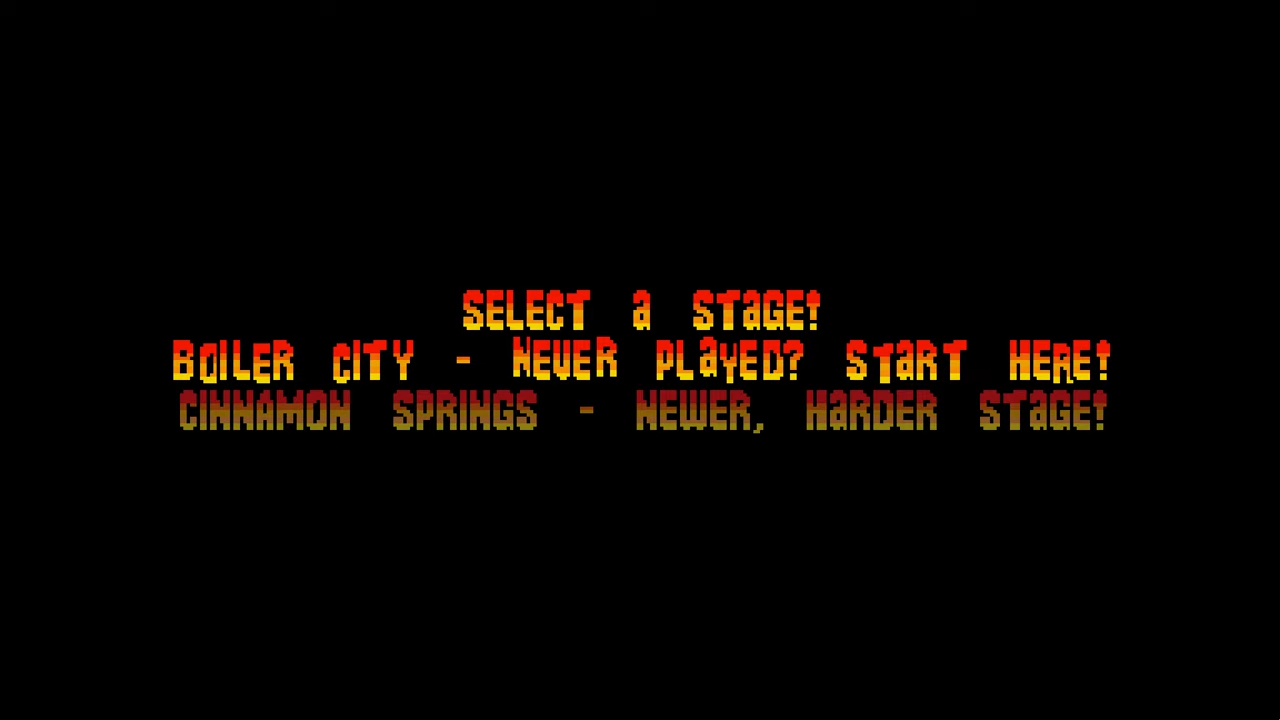 SELECT a STaGE!
BOILER CITY - NEVER PLaYED? STaRT HERE!
CINNAMON SPRINGS - NEWER, HaRDER STaGE!